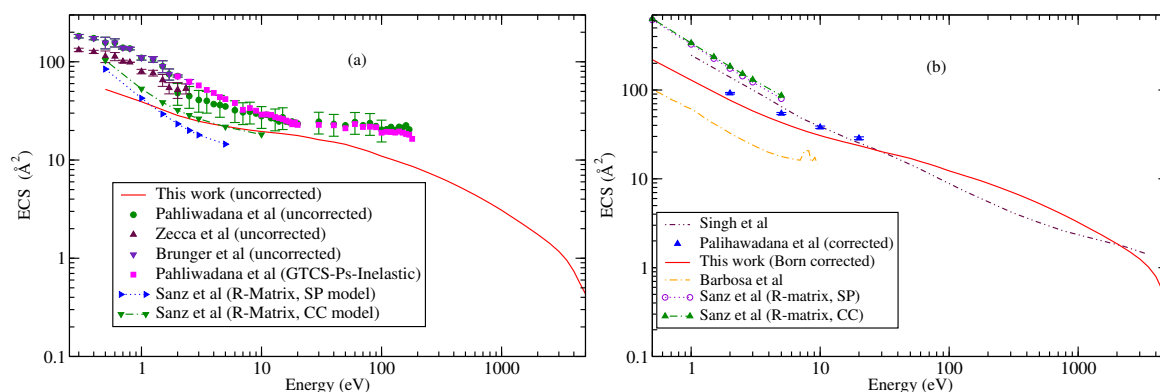 (a)
100
10
1
0.1
ECS (Å²)
This work (uncorrected)
Pahliwadana et al (uncorrected)
Zecca et al (uncorrected)
Brunger et al (uncorrected)
Pahliwadana et al (GTCS-Ps-Inelastic)
Sanz et al (R-Matrix, SP model)
Sanz et al (R-Matrix, CC model)
1 10 100 1000
Energy (eV)
(b)
100
10
1
0.1
ECS (Å²)
Singh et al
Palihawadana et al (corrected)
This work (Born corrected)
Barbosa et al
Sanz et al (R-matrix, SP)
Sanz et al (R-matrix, CC)
1 10 100 1000
Energy (eV)